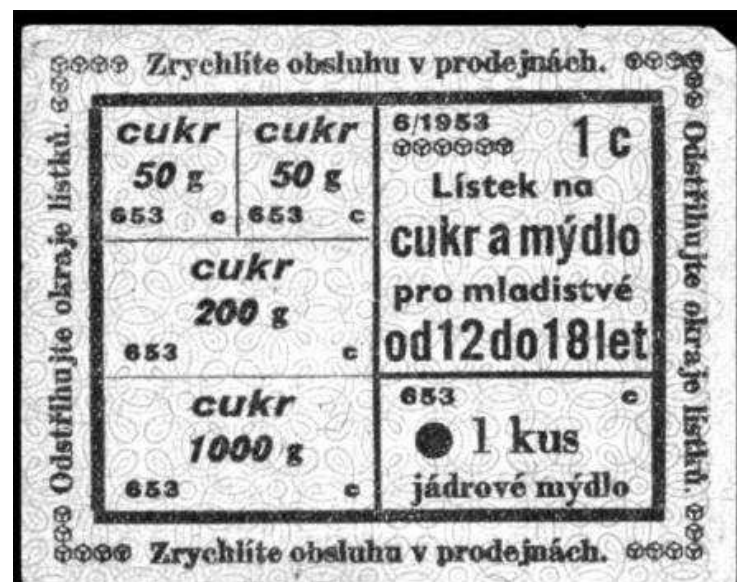 Zrychlíte obsluhu v prodejnách.
Odstřihujte okraje lístků.
cukr
50 g
653 c
cukr
50 g
653 c
6/1953 1 c
Lístek na
cukr a mýdlo
pro mladistvé
od 12 do 18 let
cukr
200 g
653 c
cukr
1000 g
653 c
653 c
1 kus
jádrové mýdlo
Odstřihujte okraje lístků.
Zrychlíte obsluhu v prodejnách.